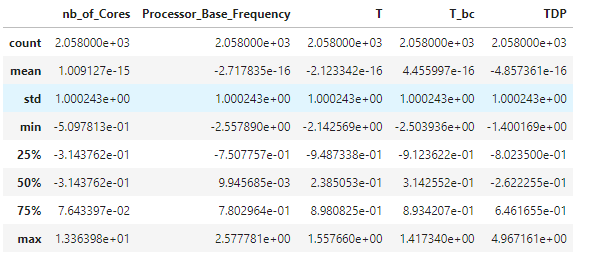 nb_of_Cores Processor_Base_Frequency T T_bc TDP
count 2.058000e+03 2.058000e+03 2.058000e+03 2.058000e+03 2.058000e+03
mean 1.009127e-15 -2.717835e-16 -2.123342e-16 4.455997e-16 -4.857361e-16
std 1.000243e+00 1.000243e+00 1.000243e+00 1.000243e+00 1.000243e+00
min -5.097813e-01 -2.557890e+00 -2.142569e+00 -2.503936e+00 -1.400169e+00
25% -3.143762e-01 -7.507757e-01 -9.487338e-01 -9.123622e-01 -8.023500e-01
50% -3.143762e-01 9.945685e-03 2.385053e-01 3.142552e-01 -2.622255e-01
75% 7.643397e-02 7.802964e-01 8.980825e-01 8.934207e-01 6.461655e-01
max 1.336398e+01 2.577781e+00 1.557660e+00 1.417340e+00 4.967161e+00